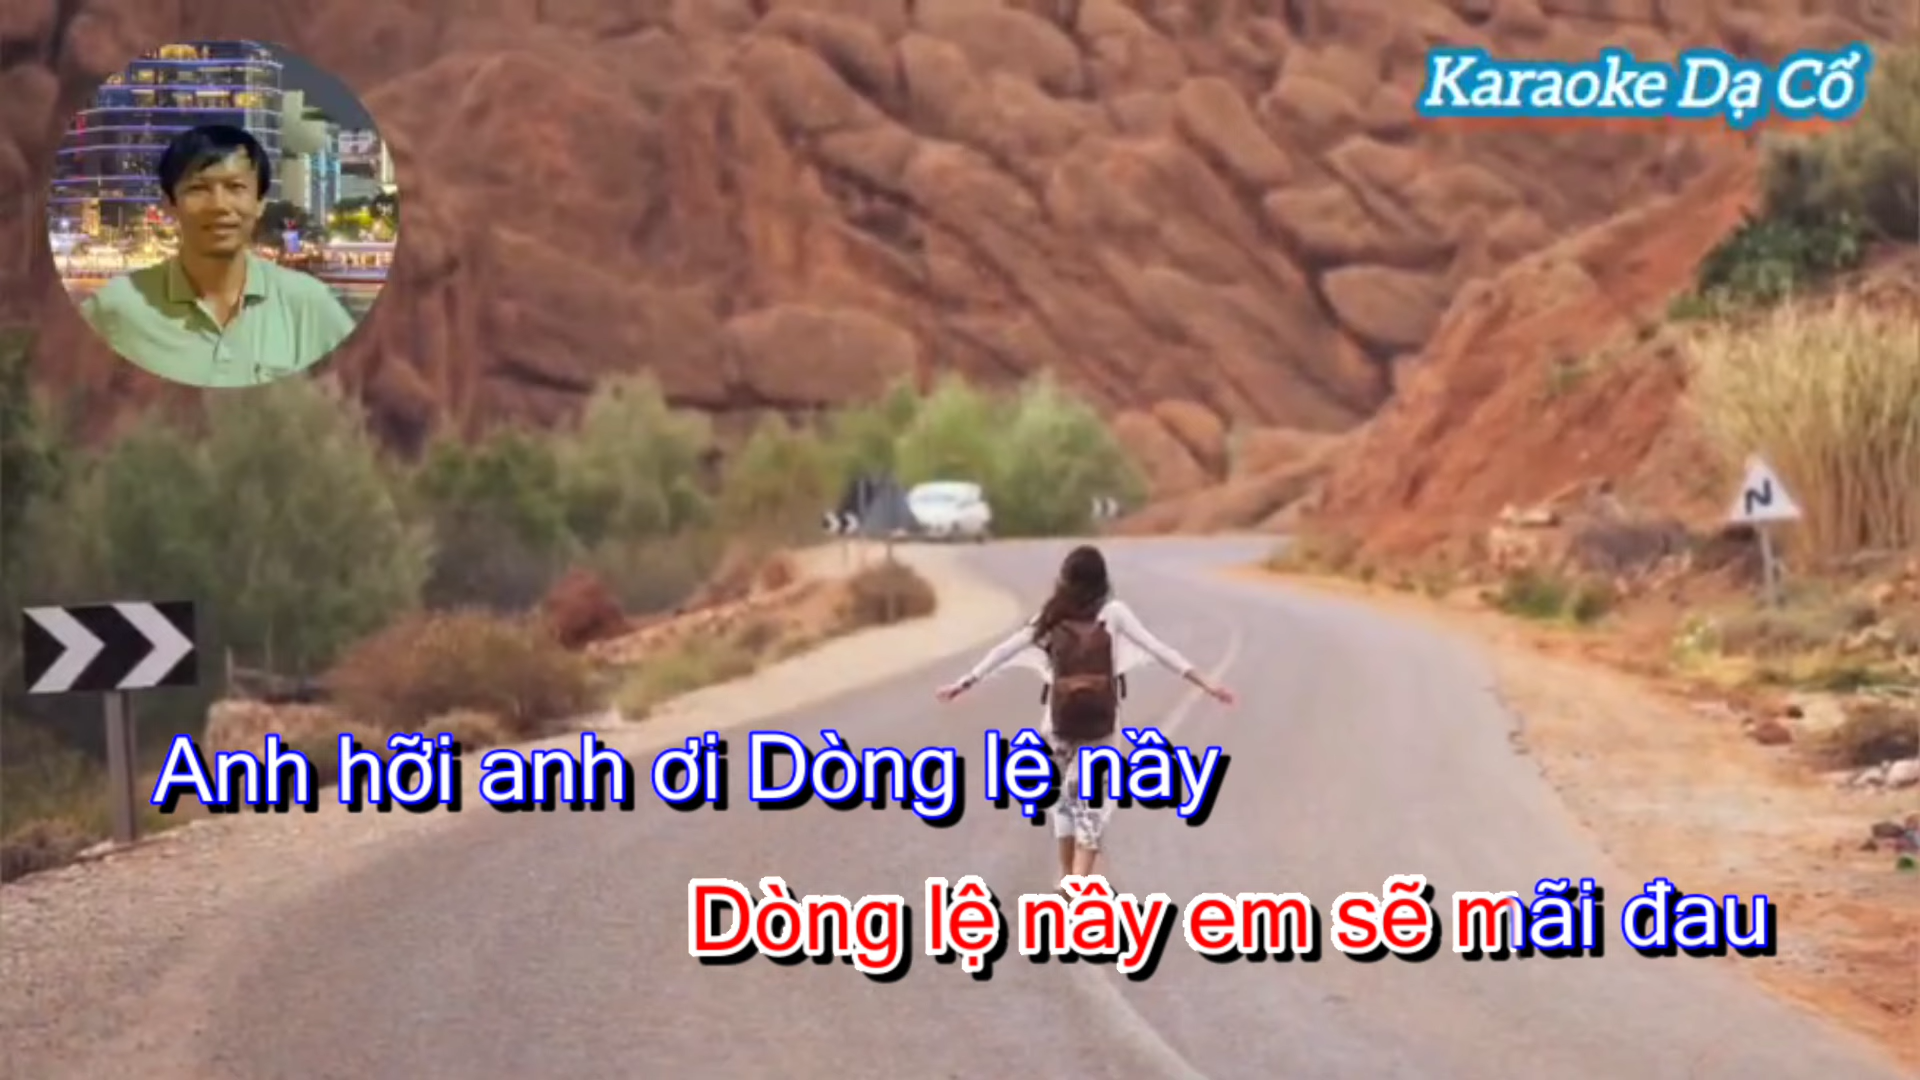 Karaoke Dạ Cổ
Anh hỡi anh ơi Dòng lệ nầy
Dòng lệ nầy em sẽ mãi đau